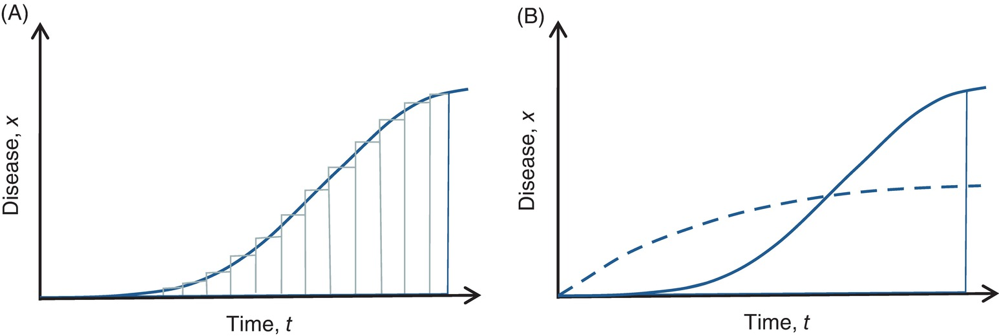 (A)
Disease, x
Time, t
(B)
Disease, x
Time, t